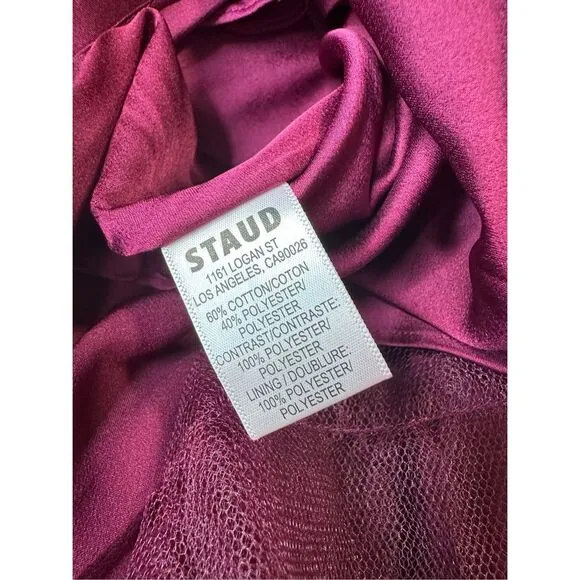 STAUD
1161 LOGAN ST
LOS ANGELES, CA90026
60% COTTON/COTON
40% POLYESTER/
POLYESTER
CONTRAST/CONTRASTE:
100% POLYESTER/
POLYESTER
LINING / DOUBLURE:
100% POLYESTER/
POLYESTER